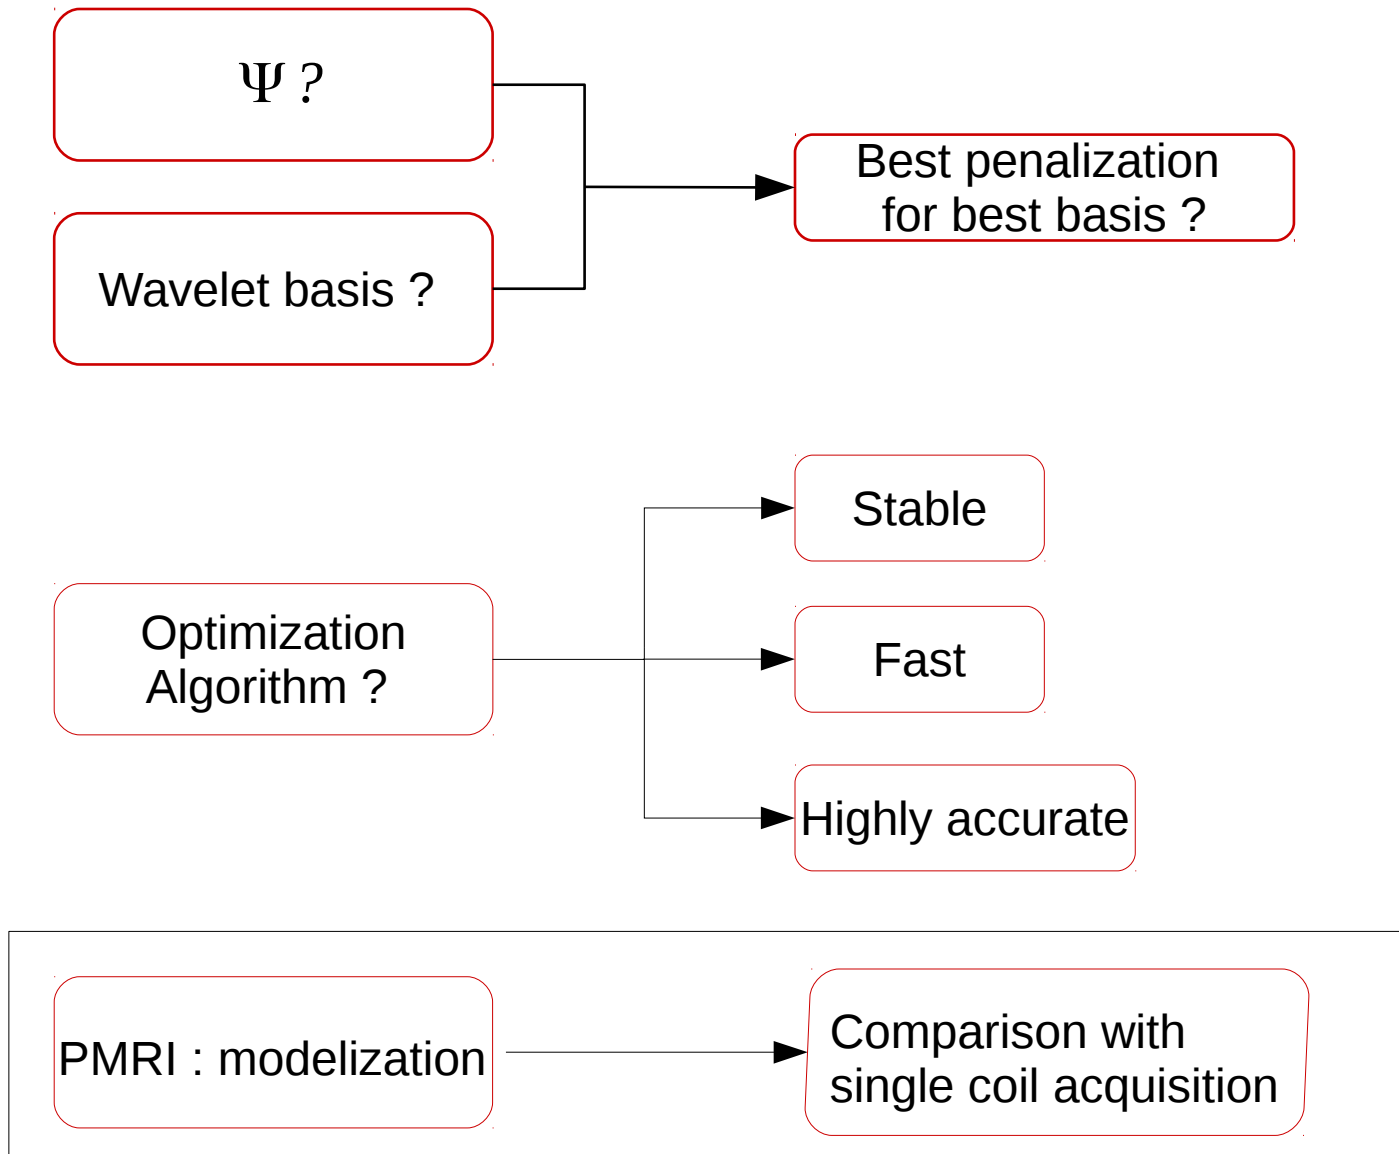 Ψ ?
Wavelet basis ?
Best penalization
for best basis ?
Optimization
Algorithm ?
Stable
Fast
Highly accurate
PMRI : modelization
Comparison with
single coil acquisition